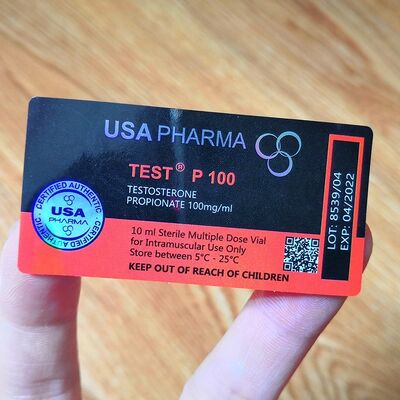 USA PHARMA
TEST® P 100
TESTOSTERONE
PROPIONATE 100mg/ml
10 ml Sterile Multiple Dose Vial
for Intramuscular Use Only
Store between 5°C - 25°C
KEEP OUT OF REACH OF CHILDREN
CERTIFIED AUTHENTIC
USA
PHARMA
CERTIFIED AUTHENTIC
LOT: 8539/04
EXP: 04/2022